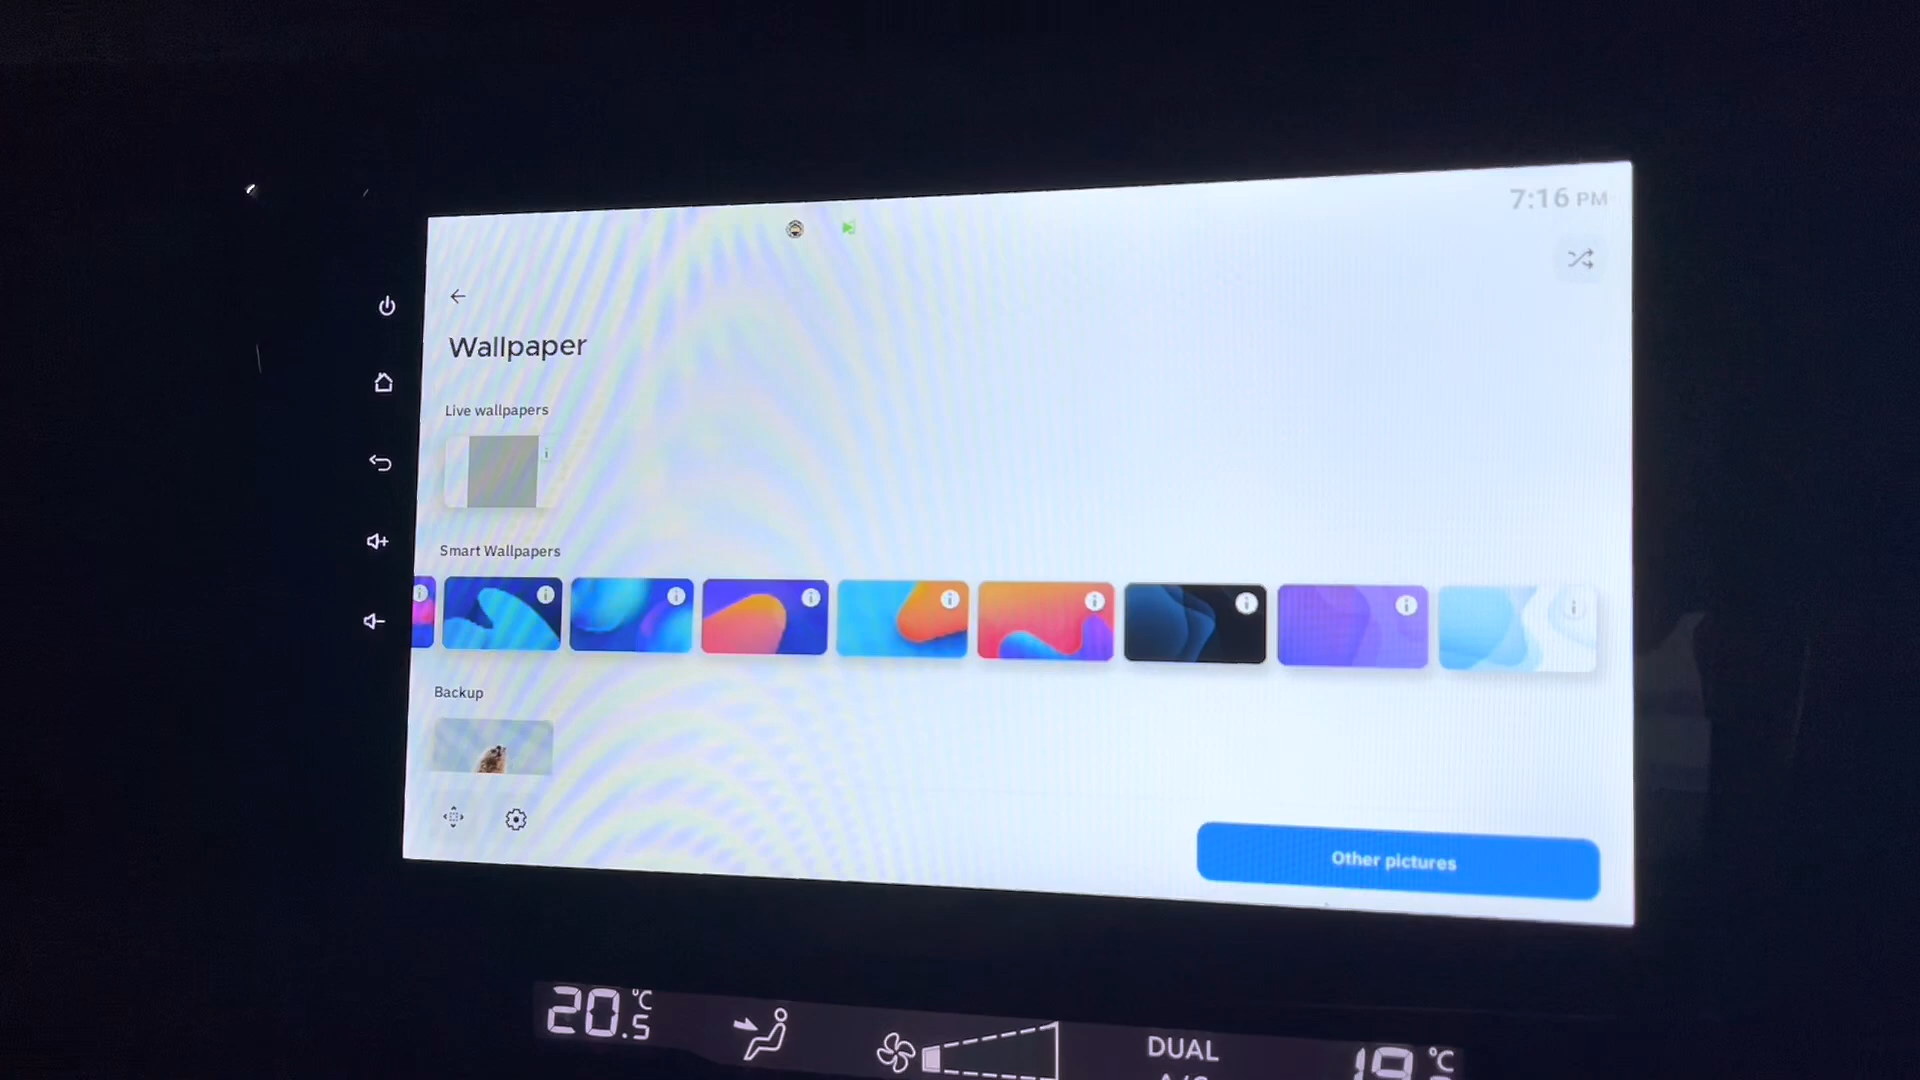 7:16 PM
Wallpaper
Live wallpapers
Smart Wallpapers
Backup
Other pictures
20.5 °C
DUAL
19 °C